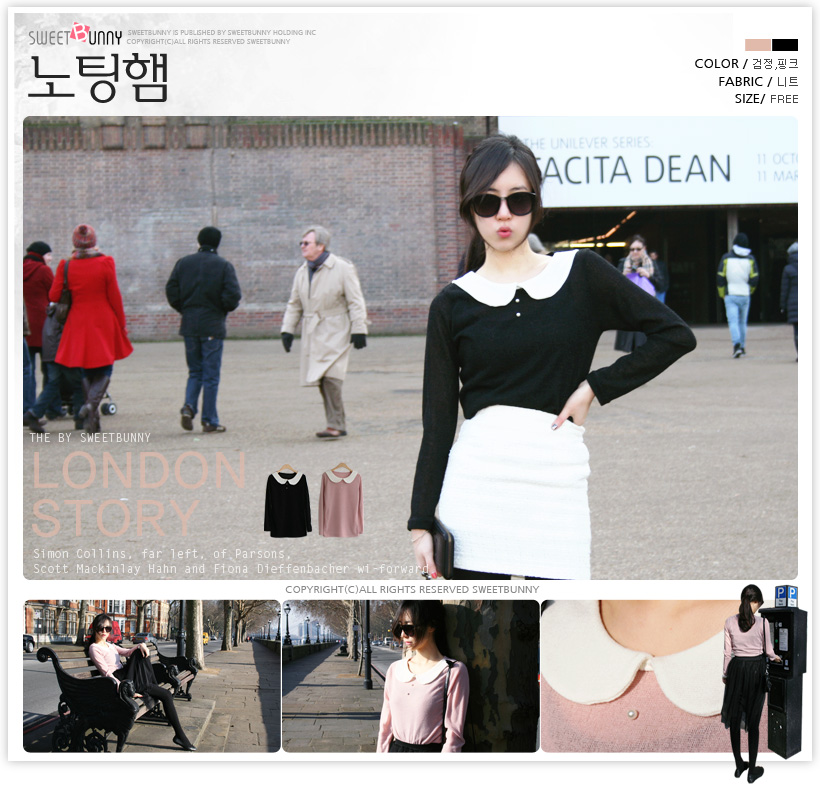 SWEETBUNNY
SWEETBUNNY IS PUBLISHED BY SWEETBUNNY HOLDING INC
COPYRIGHT(C)ALL RIGHTS RESERVED SWEETBUNNY
노팅햄
COLOR / 검정,핑크
FABRIC / 니트
SIZE/ FREE
THE UNILEVER SERIES:
TACITA DEAN
11 OCT
11 MAR
THE BY SWEETBUNNY
LONDON
STORY
Simon Collins, far left, of Parsons,
Scott Mackinlay Hahn and Fiona Dieffenbacher wi-forward
COPYRIGHT(C)ALL RIGHTS RESERVED SWEETBUNNY
P P